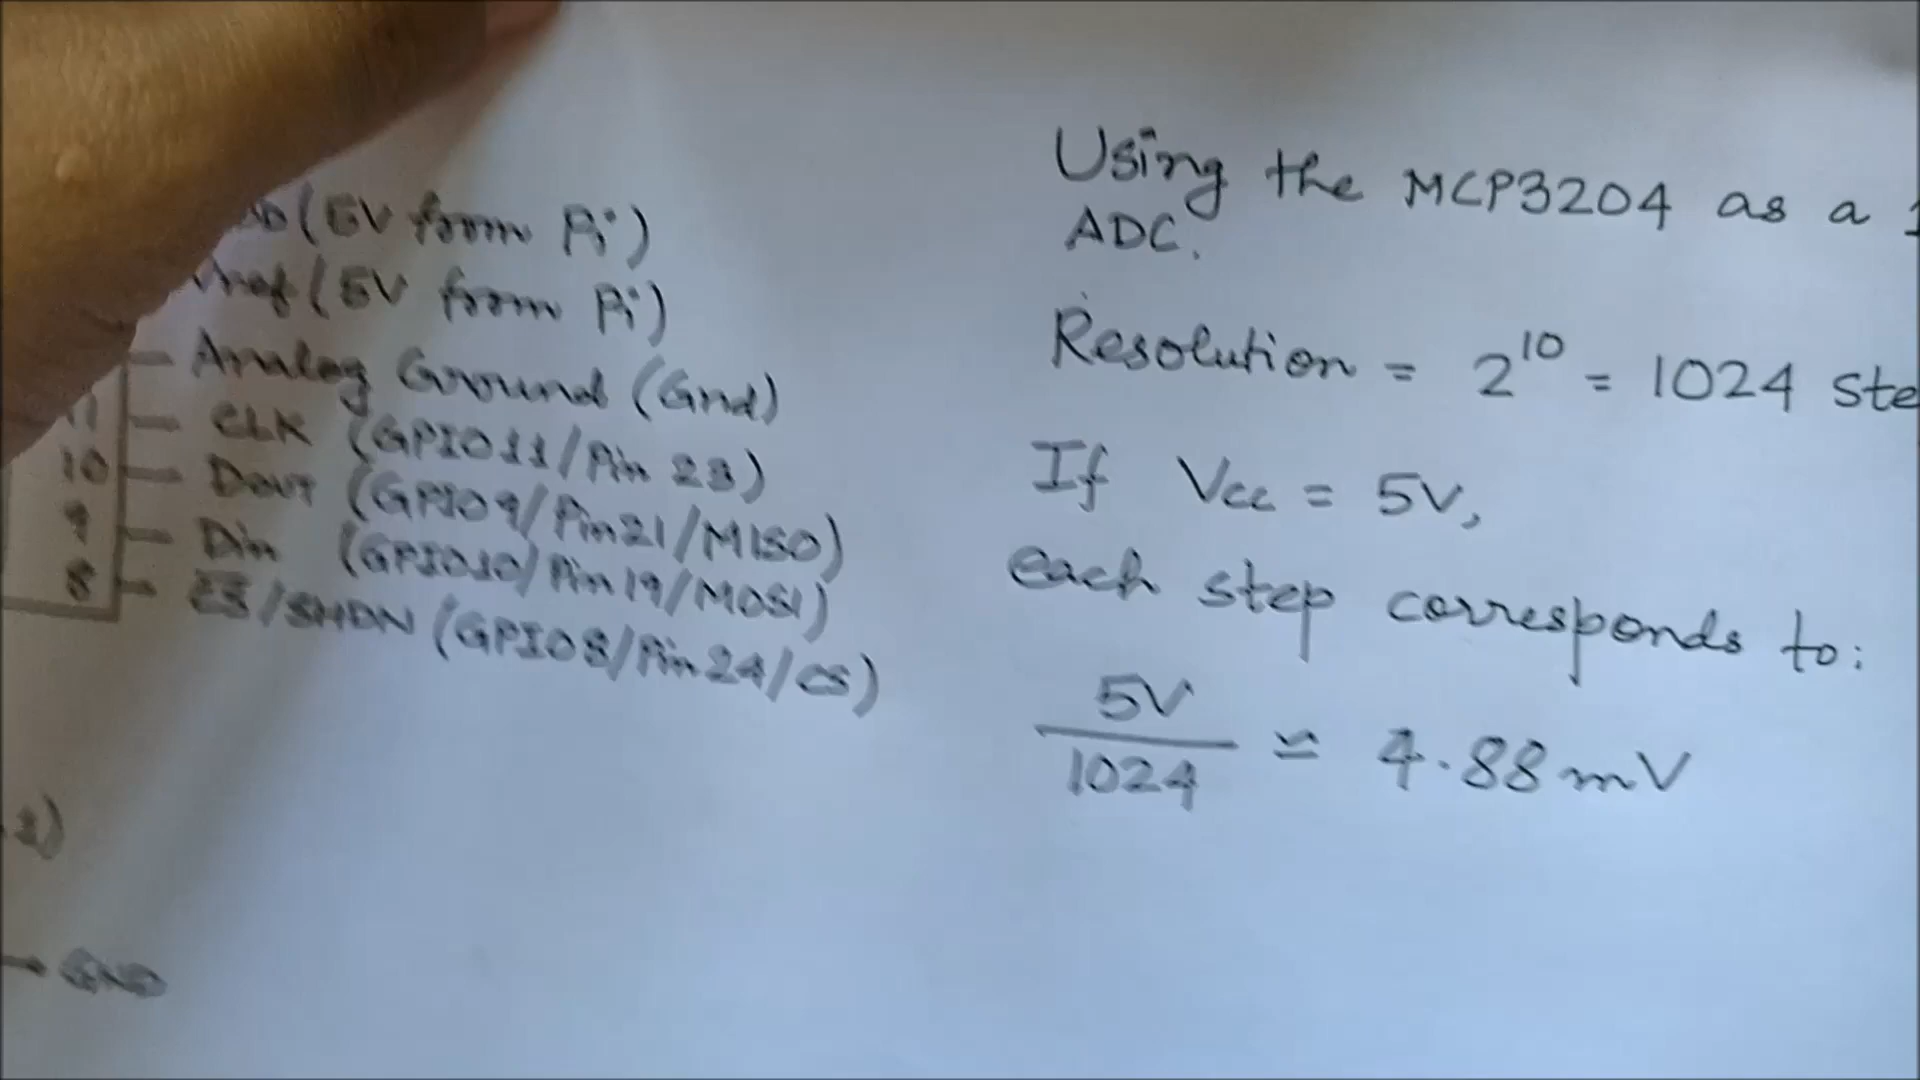 (5V from Pi)
Vref (5V from Pi)
Analog Ground (Gnd)
11 CLK (GPIO11/Pin 23)
10 Dout (GPIO9/Pin21/MISO)
9 Din (GPIO10/Pin19/MOSI)
8 CS/SHDN (GPIO8/Pin24/CS)
GND
Using the MCP3204 as a
ADC.
Resolution = 2^10 = 1024 ste
If Vcc = 5V,
each step corresponds to:
5V
1024
≃ 4.88mV